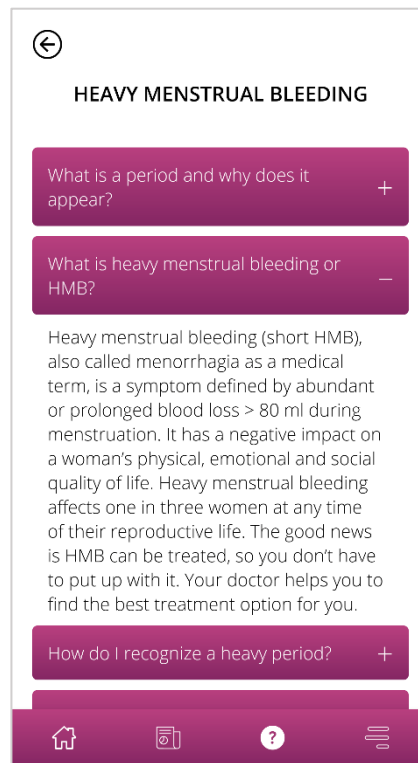 HEAVY MENSTRUAL BLEEDING
What is a period and why does it
appear?
+
What is heavy menstrual bleeding or
HMB?
–
Heavy menstrual bleeding (short HMB),
also called menorrhagia as a medical
term, is a symptom defined by abundant
or prolonged blood loss > 80 ml during
menstruation. It has a negative impact on
a woman’s physical, emotional and social
quality of life. Heavy menstrual bleeding
affects one in three women at any time
of their reproductive life. The good news
is HMB can be treated, so you don’t have
to put up with it. Your doctor helps you to
find the best treatment option for you.
How do I recognize a heavy period?
+
?